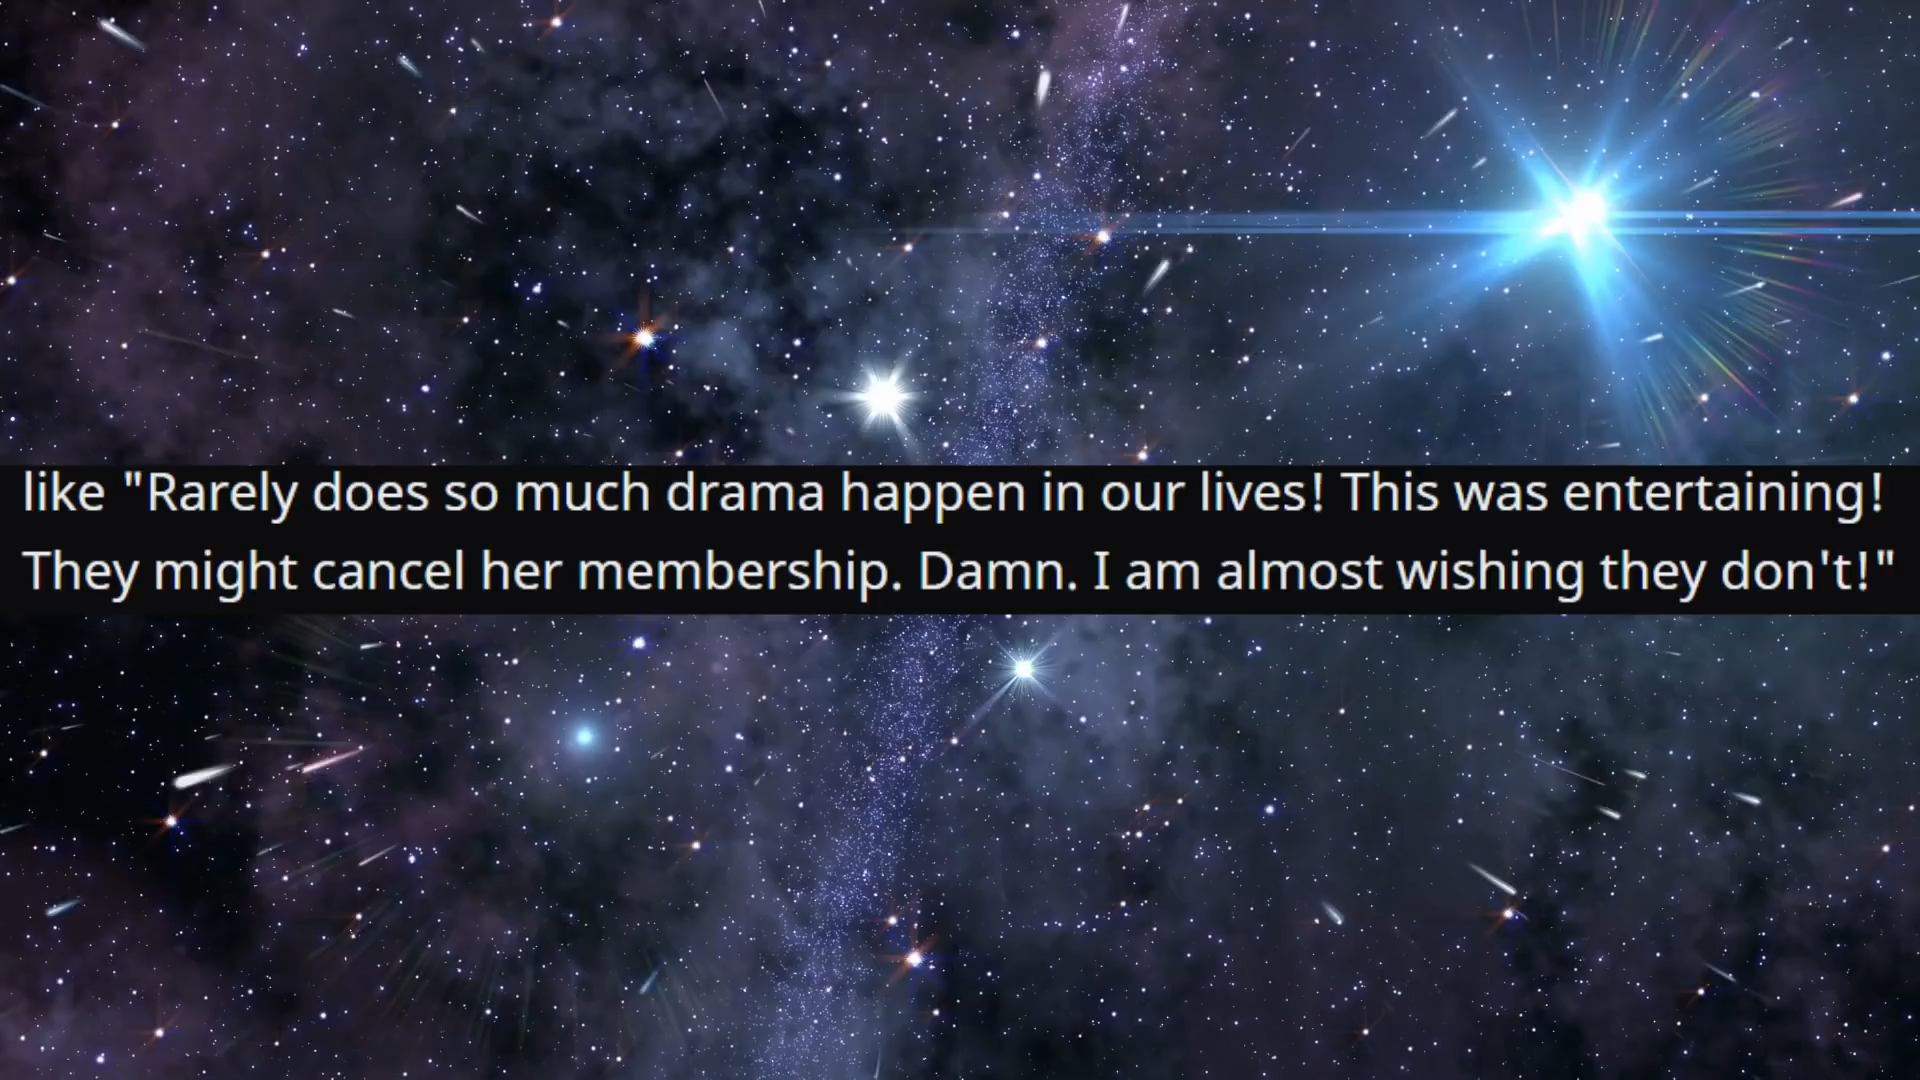 like "Rarely does so much drama happen in our lives! This was entertaining!
They might cancel her membership. Damn. I am almost wishing they don't!"